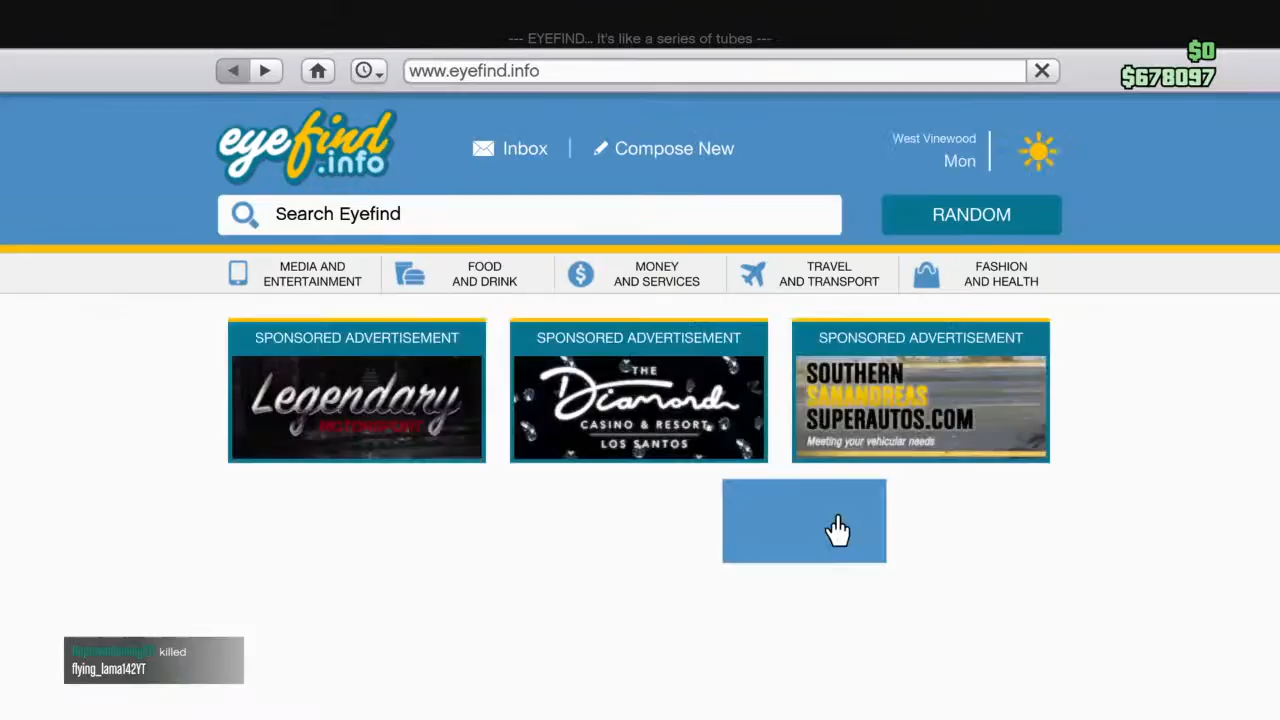 --- EYEFIND... It's like a series of tubes ---
www.eyefind.info
$0
$678097
eyefind
.info
Inbox
Compose New
West Vinewood
Mon
Search Eyefind
RANDOM
MEDIA AND
ENTERTAINMENT
FOOD
AND DRINK
MONEY
AND SERVICES
TRAVEL
AND TRANSPORT
FASHION
AND HEALTH
SPONSORED ADVERTISEMENT
Legendary
MOTORSPORT
SPONSORED ADVERTISEMENT
THE
Diamond
CASINO & RESORT
LOS SANTOS
SPONSORED ADVERTISEMENT
SOUTHERN
SANANDREAS
SUPERAUTOS.COM
Meeting your vehicular needs
killed
flying_lama142YT